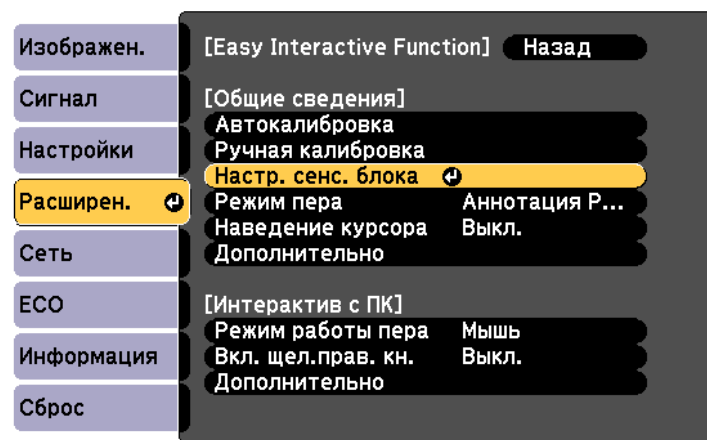 Изображен.
Сигнал
Настройки
Расширен.
Сеть
ECO
Информация
Сброс
[Easy Interactive Function] Назад
[Общие сведения]
Автокалибровка
Ручная калибровка
Настр. сенс. блока
Режим пера Аннотация P...
Наведение курсора Выкл.
Дополнительно
[Интерактив с ПК]
Режим работы пера Мышь
Вкл. щел.прав. кн. Выкл.
Дополнительно